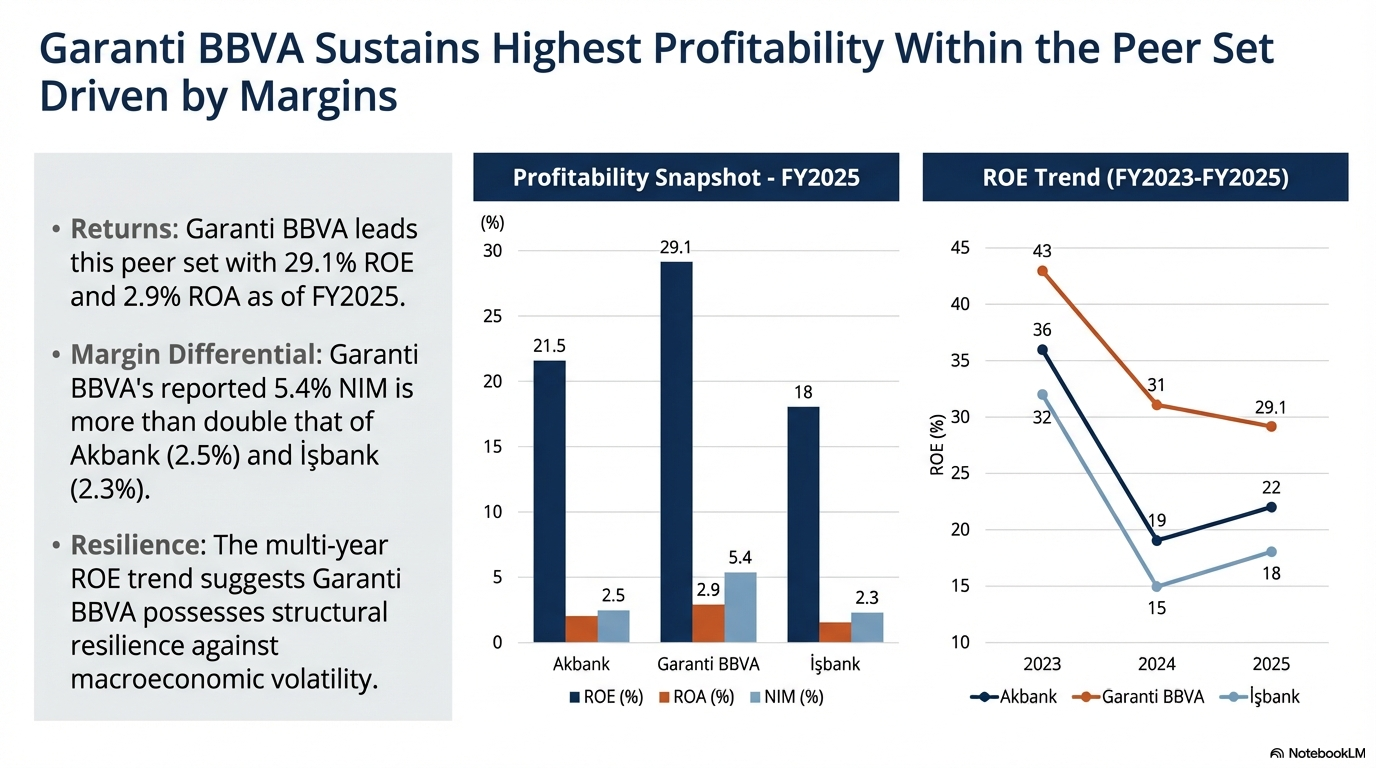 Garanti BBVA Sustains Highest Profitability Within the Peer Set
Driven by Margins
• Returns: Garanti BBVA leads
this peer set with 29.1% ROE
and 2.9% ROA as of FY2025.
• Margin Differential: Garanti
BBVA's reported 5.4% NIM is
more than double that of
Akbank (2.5%) and İşbank
(2.3%).
• Resilience: The multi-year
ROE trend suggests Garanti
BBVA possesses structural
resilience against
macroeconomic volatility.
Profitability Snapshot - FY2025
(%)
30
25
20
15
10
5
0
21.5
2.5
29.1
2.9
5.4
18
2.3
Akbank
Garanti BBVA
İşbank
ROE (%)
ROA (%)
NIM (%)
ROE Trend (FY2023-FY2025)
ROE (%)
45
40
35
30
25
20
15
10
43
36
32
31
19
15
29.1
22
18
2023
2024
2025
Akbank
Garanti BBVA
İşbank
NotebookLM